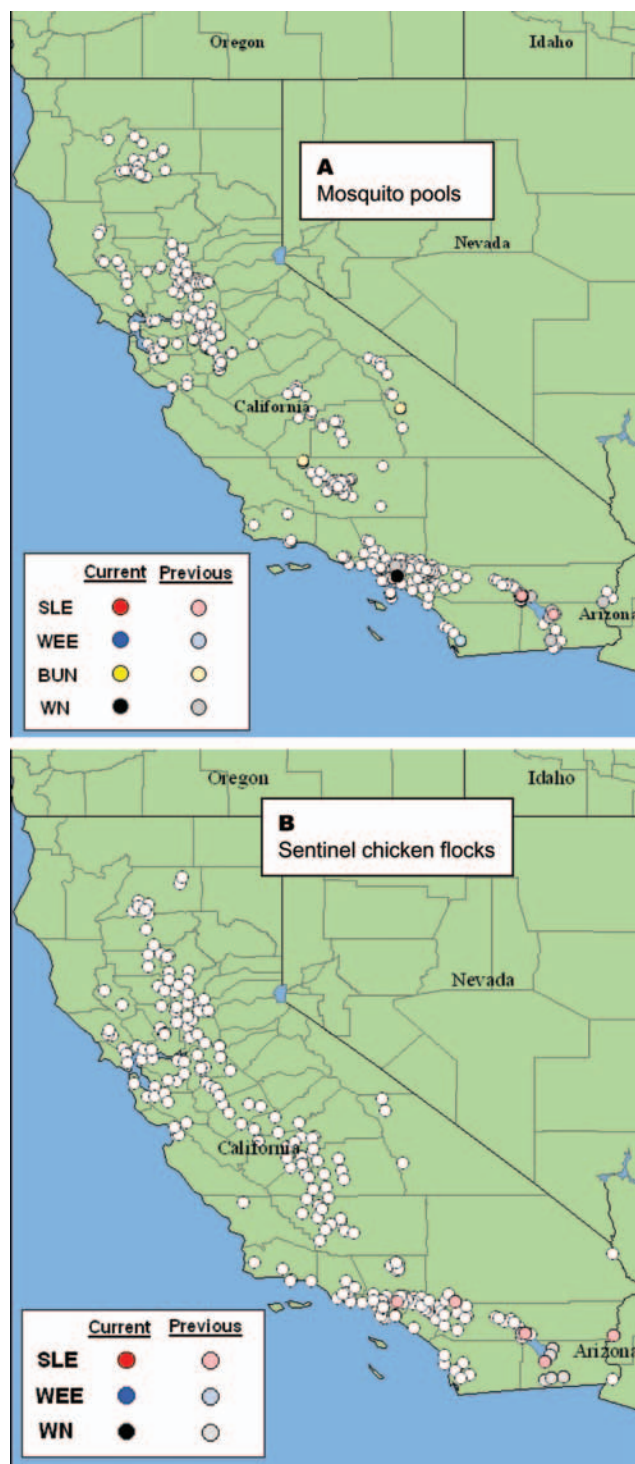 Oregon Idaho
A
Mosquito pools
Nevada
California
Current Previous
SLE
WEE
BUN
WN
Arizona
Oregon Idaho
B
Sentinel chicken flocks
Nevada
California
Current Previous
SLE
WEE
WN
Arizona